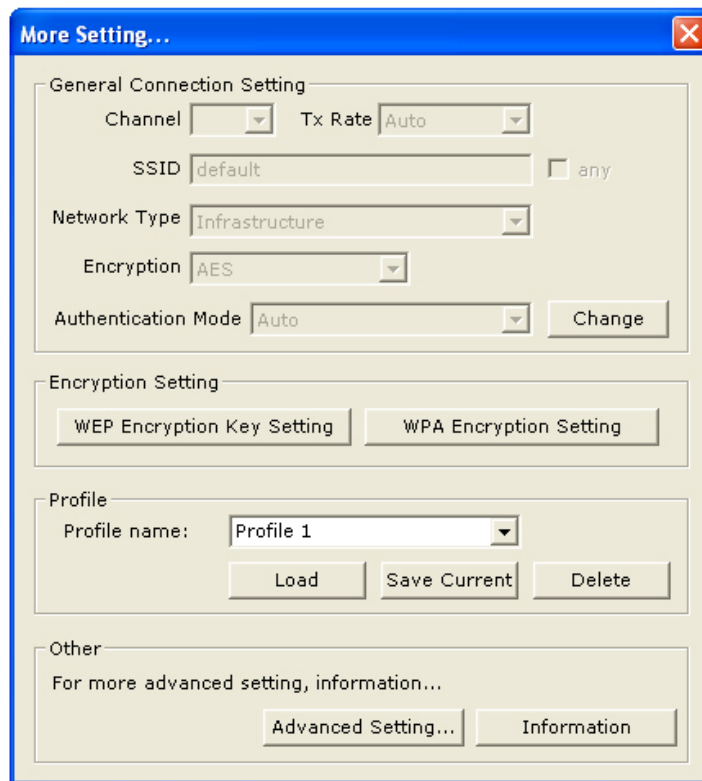 More Setting...
General Connection Setting
Channel Tx Rate Auto
SSID default any
Network Type Infrastructure
Encryption AES
Authentication Mode Auto Change
Encryption Setting
WEP Encryption Key Setting WPA Encryption Setting
Profile
Profile name: Profile 1
Load Save Current Delete
Other
For more advanced setting, information...
Advanced Setting... Information